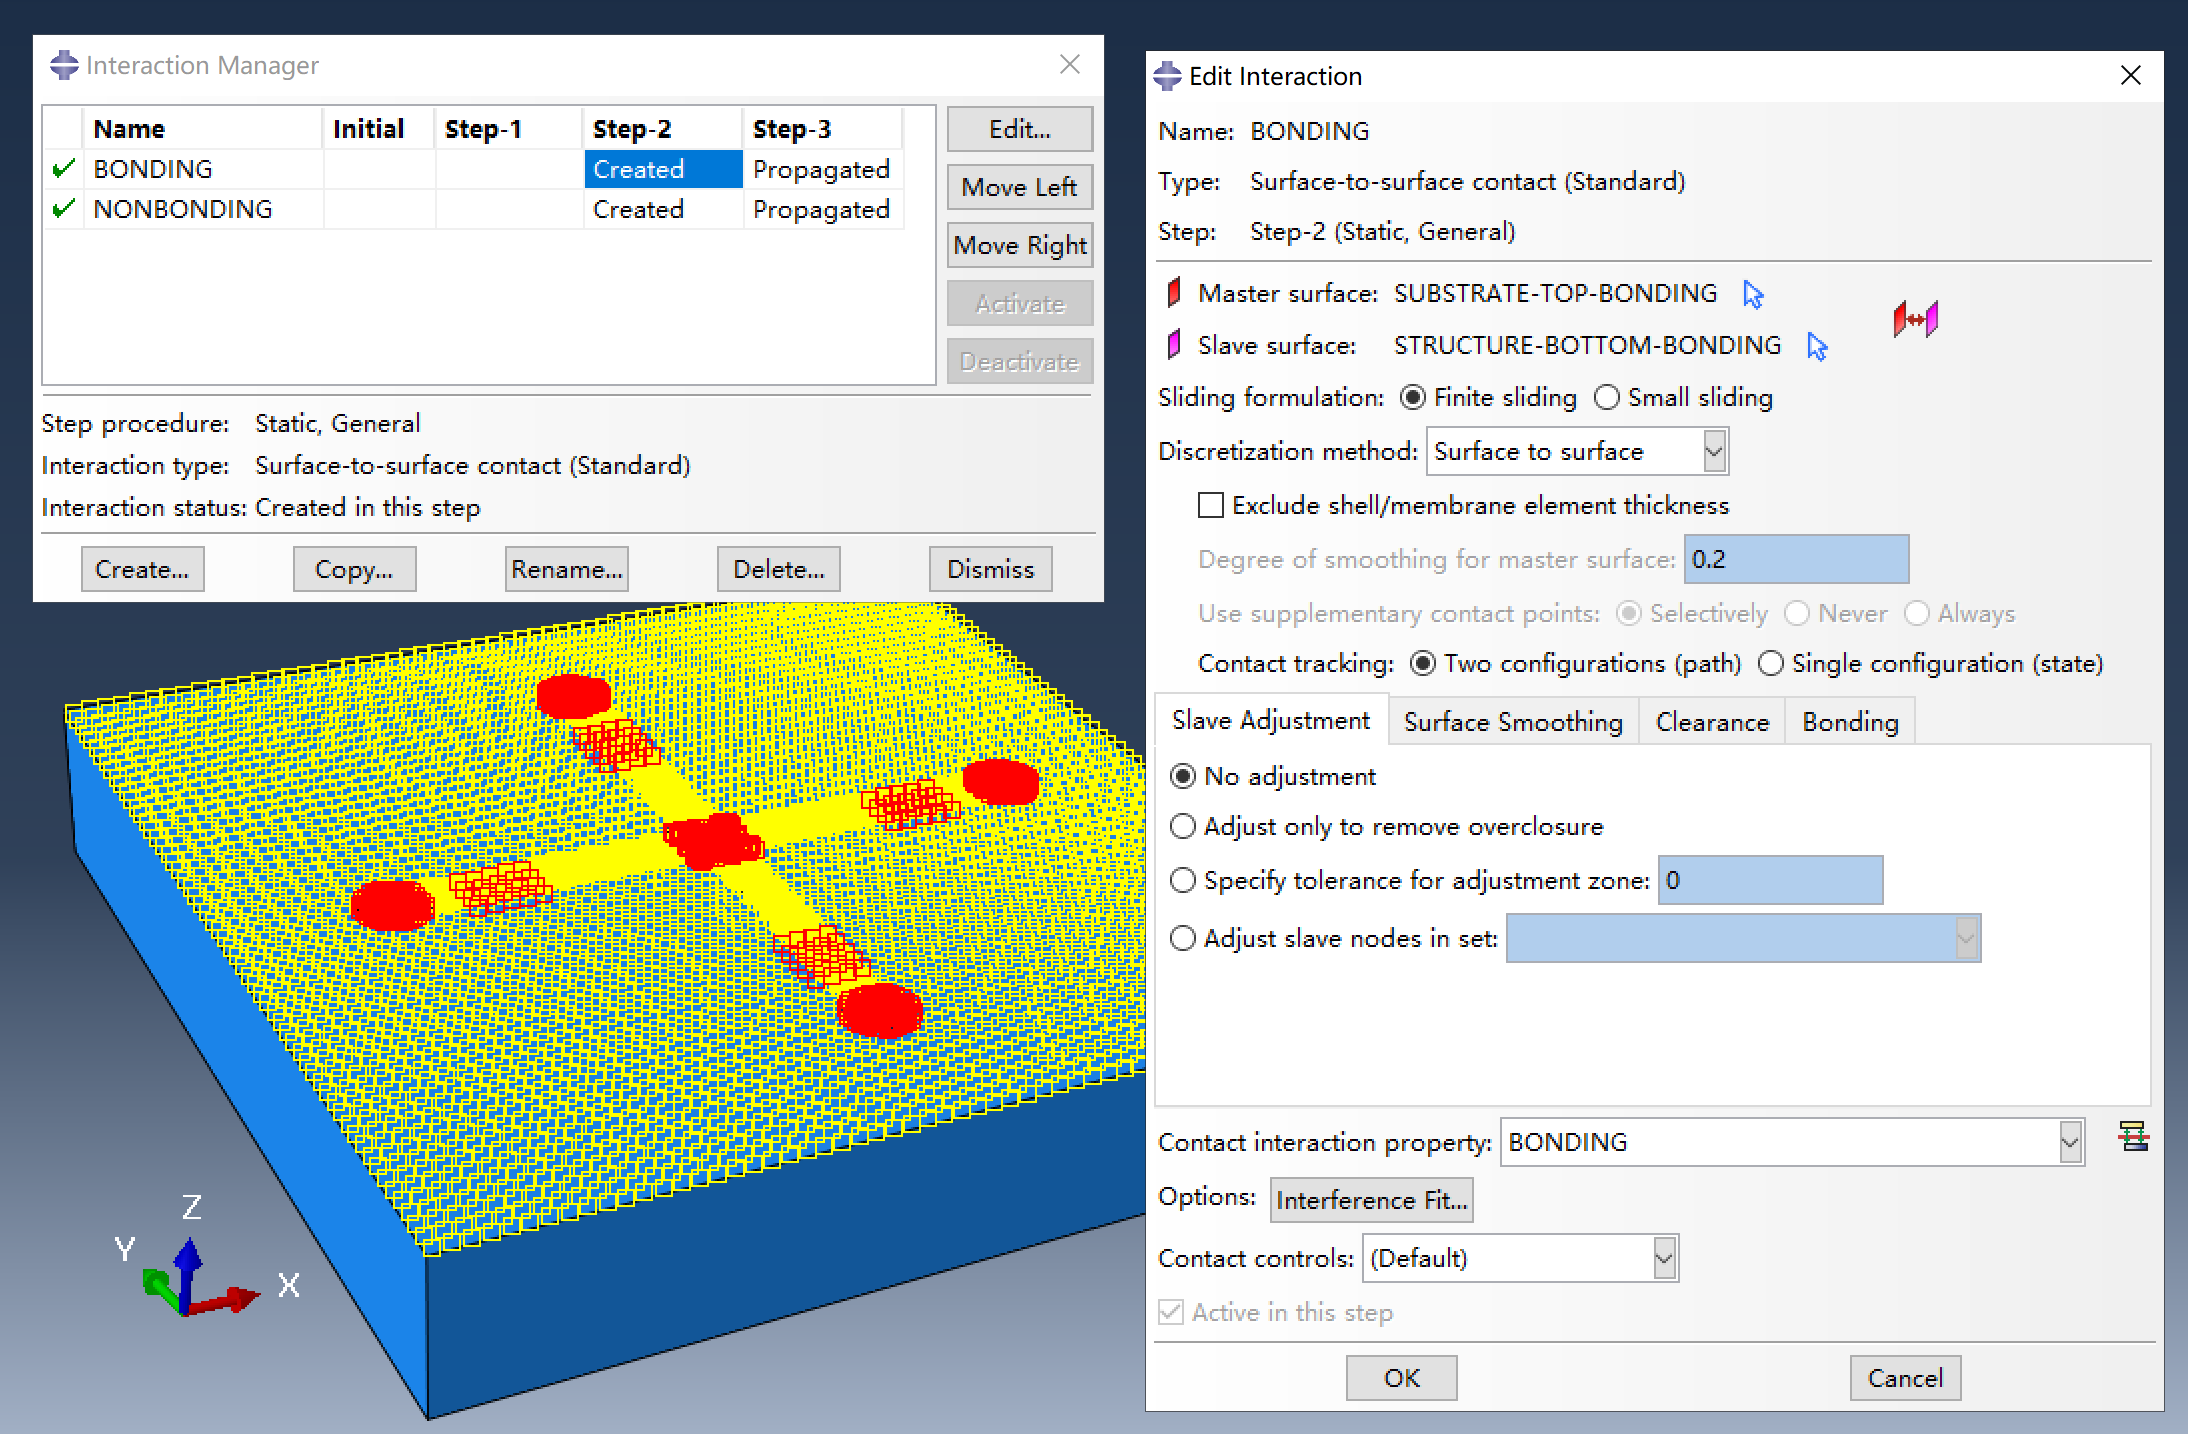 Interaction Manager
Name Initial Step-1 Step-2 Step-3
BONDING Created Propagated
NONBONDING Created Propagated
Edit...
Move Left
Move Right
Activate
Deactivate
Step procedure: Static, General
Interaction type: Surface-to-surface contact (Standard)
Interaction status: Created in this step
Create... Copy... Rename... Delete... Dismiss
Z
Y
X
Edit Interaction
Name: BONDING
Type: Surface-to-surface contact (Standard)
Step: Step-2 (Static, General)
Master surface: SUBSTRATE-TOP-BONDING
Slave surface: STRUCTURE-BOTTOM-BONDING
Sliding formulation: Finite sliding Small sliding
Discretization method: Surface to surface
Exclude shell/membrane element thickness
Degree of smoothing for master surface: 0.2
Use supplementary contact points: Selectively Never Always
Contact tracking: Two configurations (path) Single configuration (state)
Slave Adjustment Surface Smoothing Clearance Bonding
No adjustment
Adjust only to remove overclosure
Specify tolerance for adjustment zone: 0
Adjust slave nodes in set:
Contact interaction property: BONDING
Options: Interference Fit...
Contact controls: (Default)
Active in this step
OK Cancel